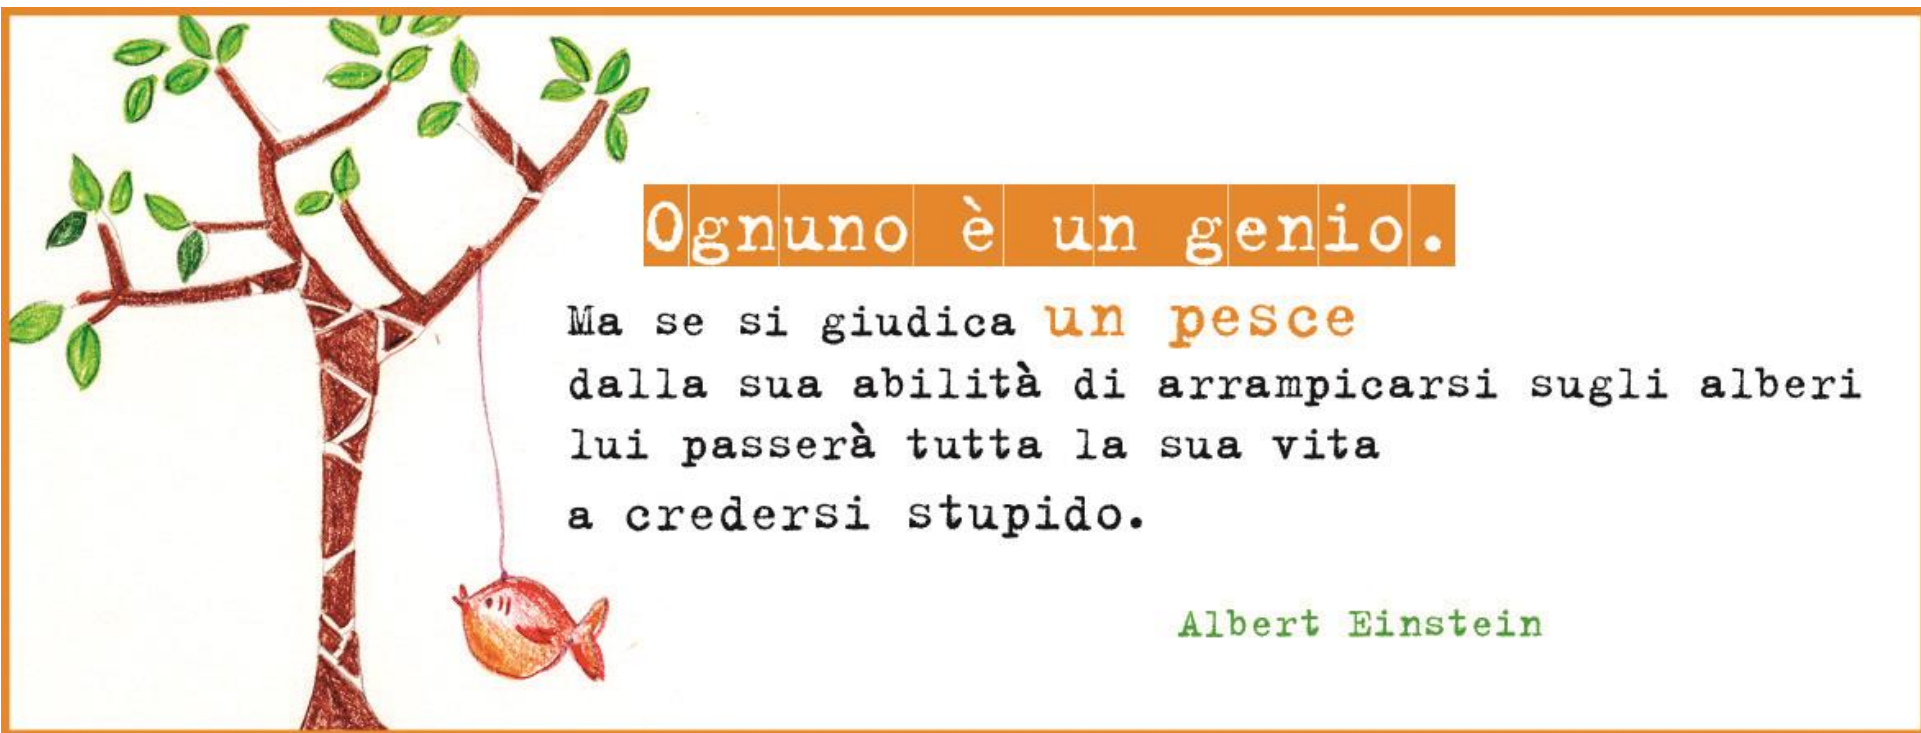 Ognuno è un genio.
Ma se si giudica un pesce
dalla sua abilità di arrampicarsi sugli alberi
lui passerà tutta la sua vita
a credersi stupido.
Albert Einstein